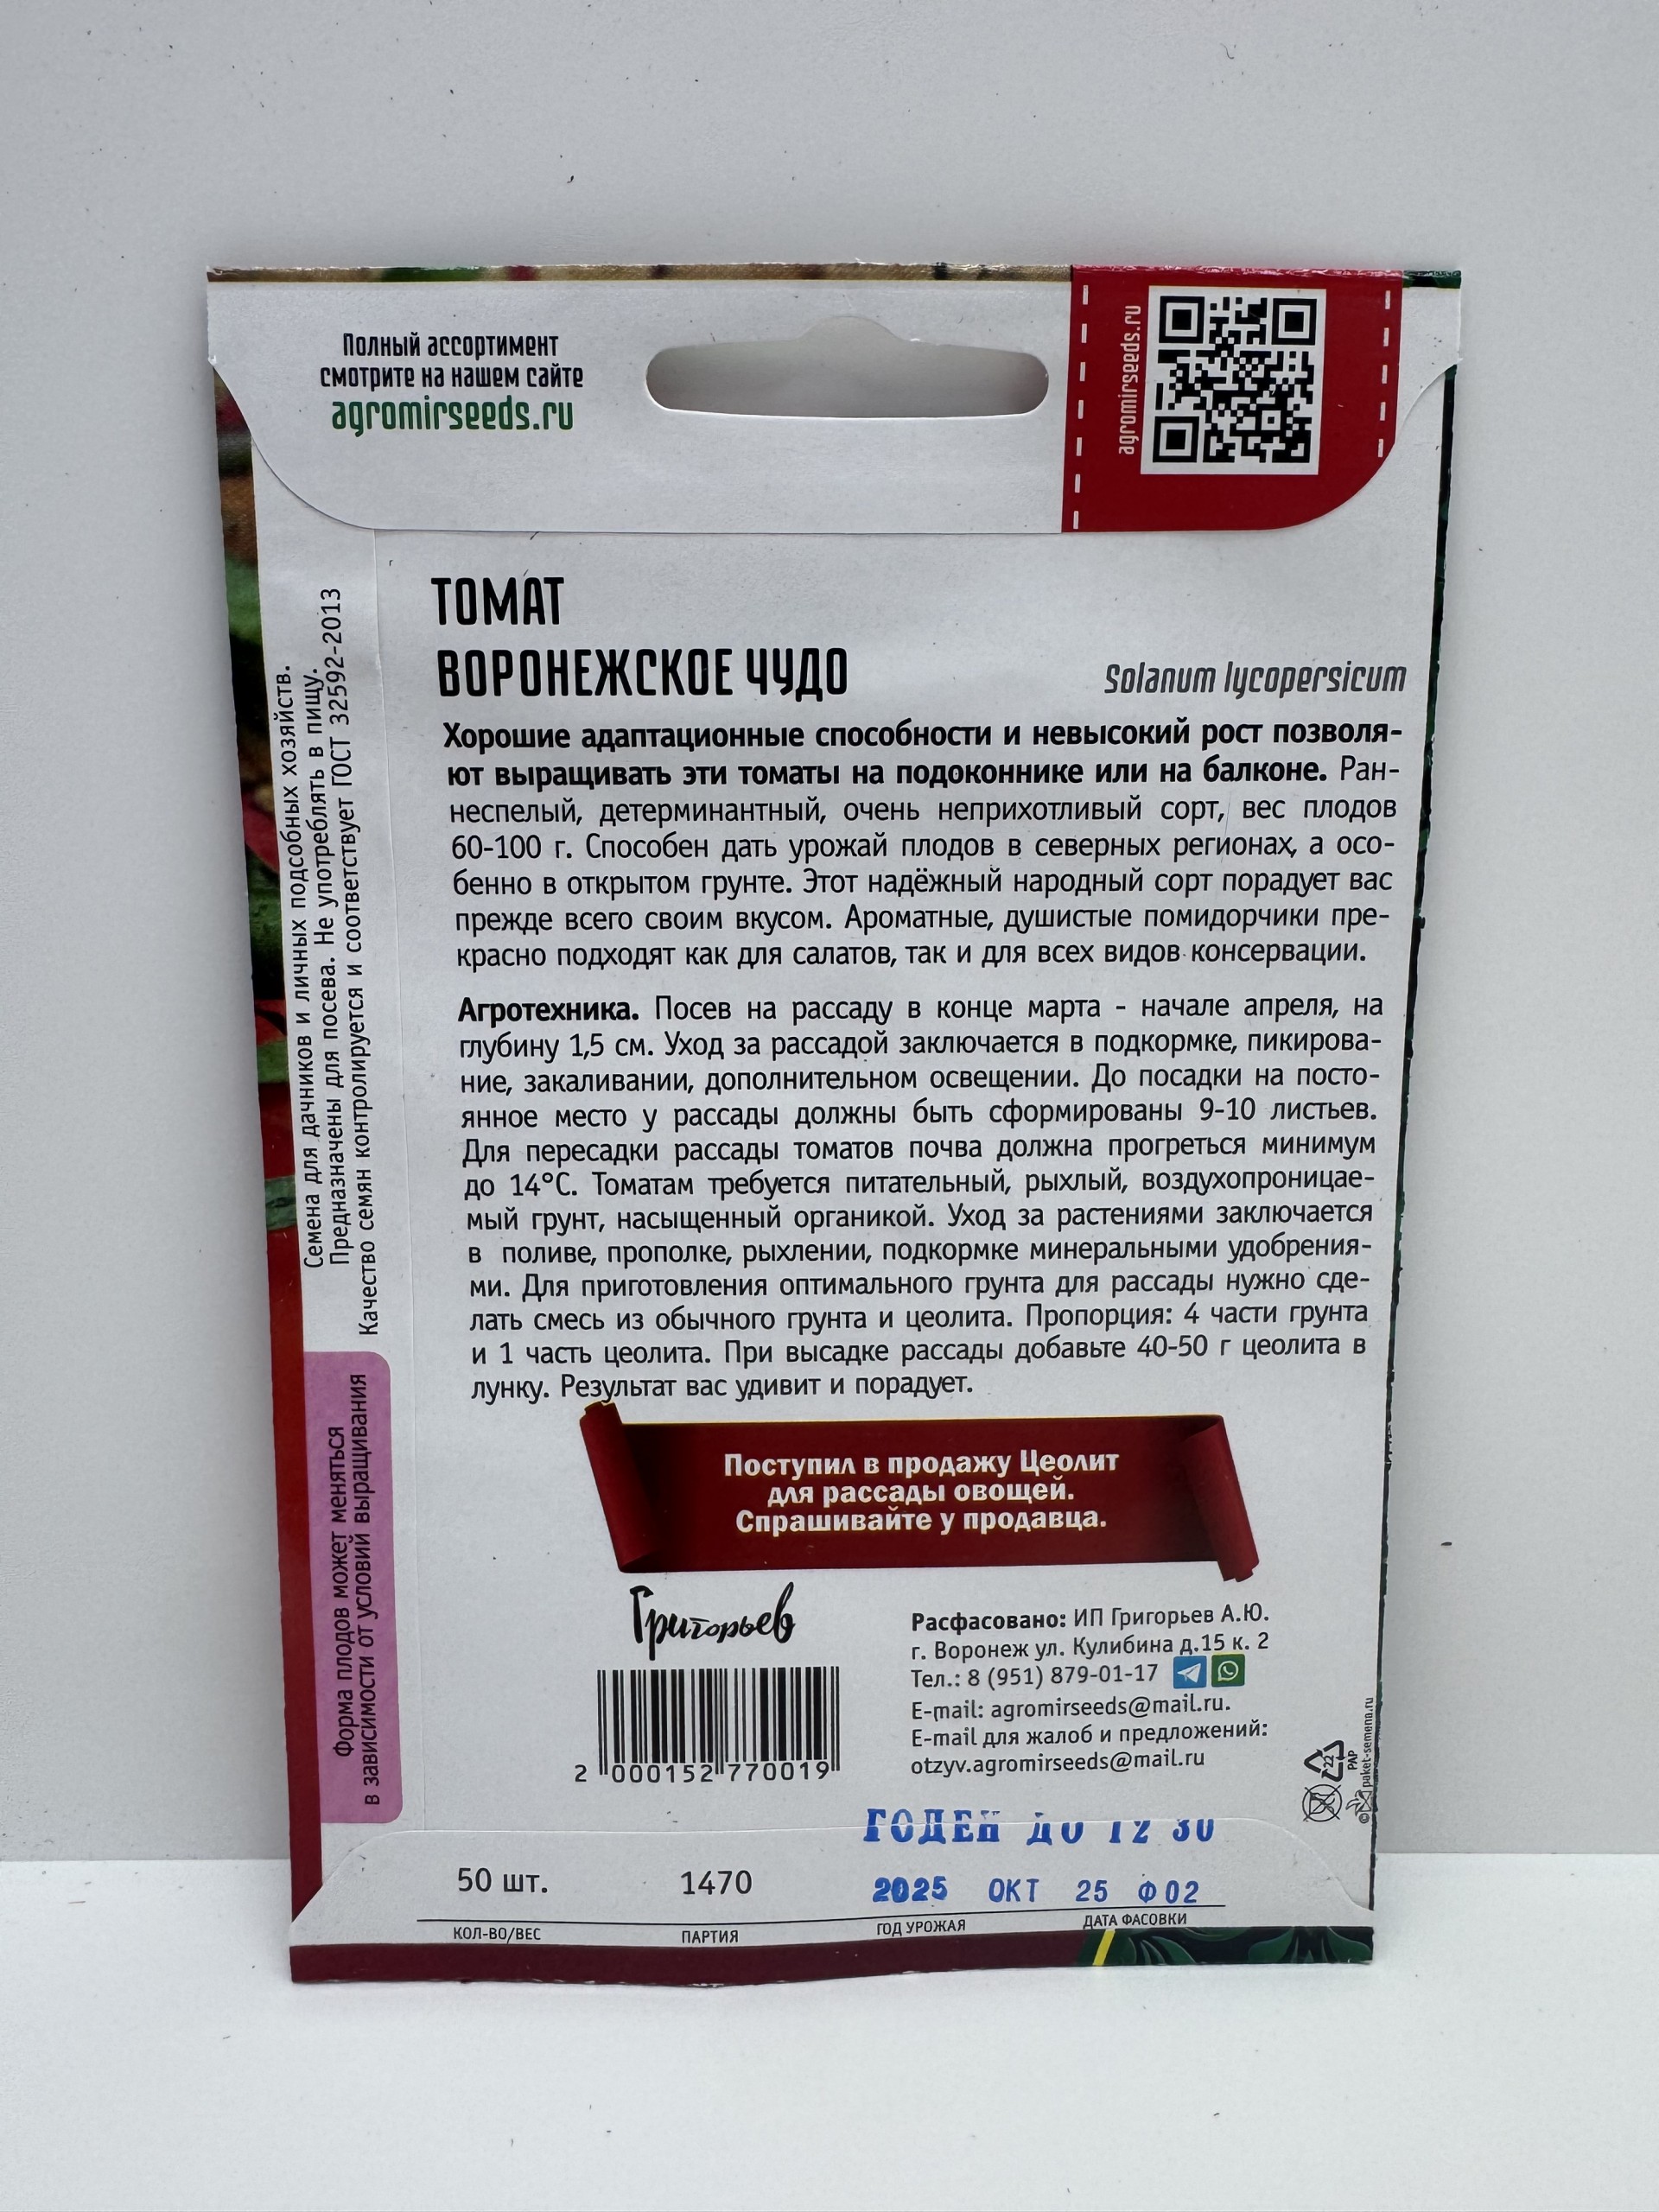 Полный ассортимент
смотрите на нашем сайте
agromirseeds.ru
agromirseeds.ru
ТОМАТ
ВОРОНЕЖСКОЕ ЧУДО
Solanum lycopersicum
Хорошие адаптационные способности и невысокий рост позволя-
ют выращивать эти томаты на подоконнике или на балконе. Ран-
неспелый, детерминантный, очень неприхотливый сорт, вес плодов
60-100 г. Способен дать урожай плодов в северных регионах, а осо-
бенно в открытом грунте. Этот надёжный народный сорт порадует вас
прежде всего своим вкусом. Ароматные, душистые помидорчики пре-
красно подходят как для салатов, так и для всех видов консервации.
Агротехника. Посев на рассаду в конце марта - начале апреля, на
глубину 1,5 см. Уход за рассадой заключается в подкормке, пикирова-
ние, закаливании, дополнительном освещении. До посадки на посто-
янное место у рассады должны быть сформированы 9-10 листьев.
Для пересадки рассады томатов почва должна прогреться минимум
до 14°С. Томатам требуется питательный, рыхлый, воздухопроницае-
мый грунт, насыщенный органикой. Уход за растениями заключается
в поливе, прополке, рыхлении, подкормке минеральными удобрения-
ми. Для приготовления оптимального грунта для рассады нужно сде-
лать смесь из обычного грунта и цеолита. Пропорция: 4 части грунта
и 1 часть цеолита. При высадке рассады добавьте 40-50 г цеолита в
лунку. Результат вас удивит и порадует.
Семена для дачников и личных подсобных хозяйств.
Предназначены для посева. Не употреблять в пищу.
Качество семян контролируется и соответствует ГОСТ 32592-2013
Форма плодов может меняться
в зависимости от условий выращивания
Поступил в продажу Цеолит
для рассады овощей.
Спрашивайте у продавца.
Григорьев
2 000152 770019
Расфасовано: ИП Григорьев А.Ю.
г. Воронеж ул. Кулибина д.15 к. 2
Тел.: 8 (951) 879-01-17
E-mail: agromirseeds@mail.ru.
E-mail для жалоб и предложений:
otzyv.agromirseeds@mail.ru
22
PAP
© paket-semena.ru
ГОДЕН ДО 12 30
50 шт. 1470 2025 ОКТ 25 Ф02
КОЛ-ВО/ВЕС ПАРТИЯ ГОД УРОЖАЯ ДАТА ФАСОВКИ